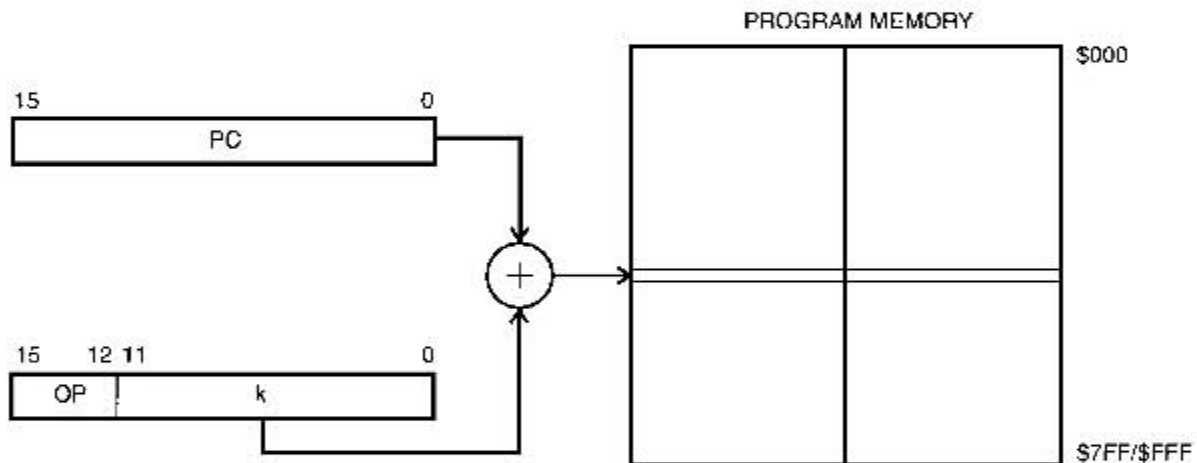 PROGRAM MEMORY
$000
15 0
PC
+
15 12 11 0
OP k
$7FF/$FFF